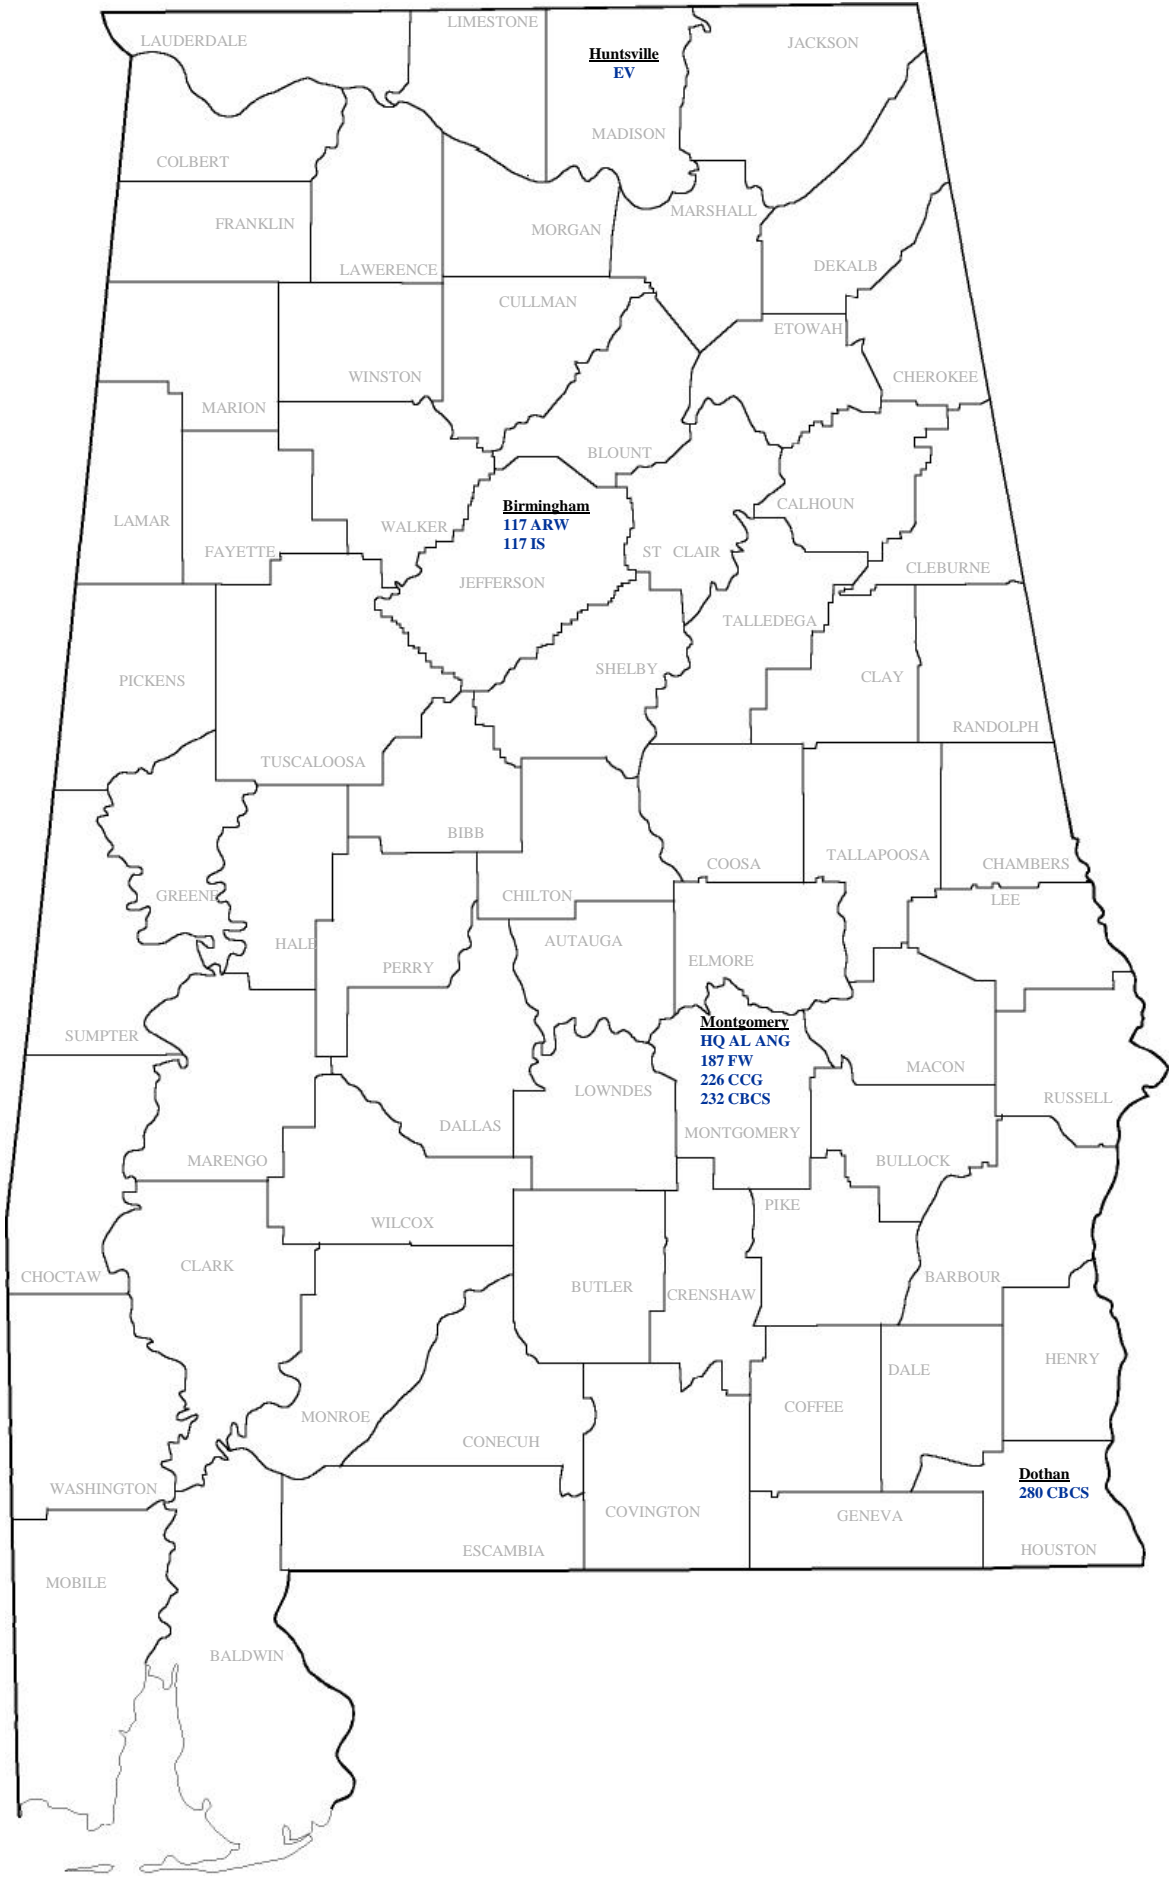 LIMESTONE
LAUDERDALE
JACKSON
Huntsville
EV
MADISON
COLBERT
MARSHALL
FRANKLIN
MORGAN
LAWERENCE
DEKALB
CULLMAN
ETOWAH
WINSTON
CHEROKEE
MARION
BLOUNT
Birmingham
117 ARW
117 IS
CALHOUN
LAMAR
WALKER
FAYETTE
ST CLAIR
CLEBURNE
JEFFERSON
TALLEDEGA
SHELBY
PICKENS
CLAY
RANDOLPH
TUSCALOOSA
BIBB
COOSA
TALLAPOOSA
CHAMBERS
GREENE
CHILTON
LEE
HALE
AUTAUGA
PERRY
ELMORE
Montgomery
HQ AL ANG
187 FW
226 CCG
232 CBCS
SUMPTER
MACON
LOWNDES
RUSSELL
DALLAS
MONTGOMERY
MARENGO
BULLOCK
PIKE
WILCOX
CLARK
CHOCTAW
BARBOUR
BUTLER
CRENSHAW
HENRY
DALE
COFFEE
MONROE
CONECUH
Dothan
280 CBCS
WASHINGTON
COVINGTON
GENEVA
ESCAMBIA
HOUSTON
MOBILE
BALDWIN